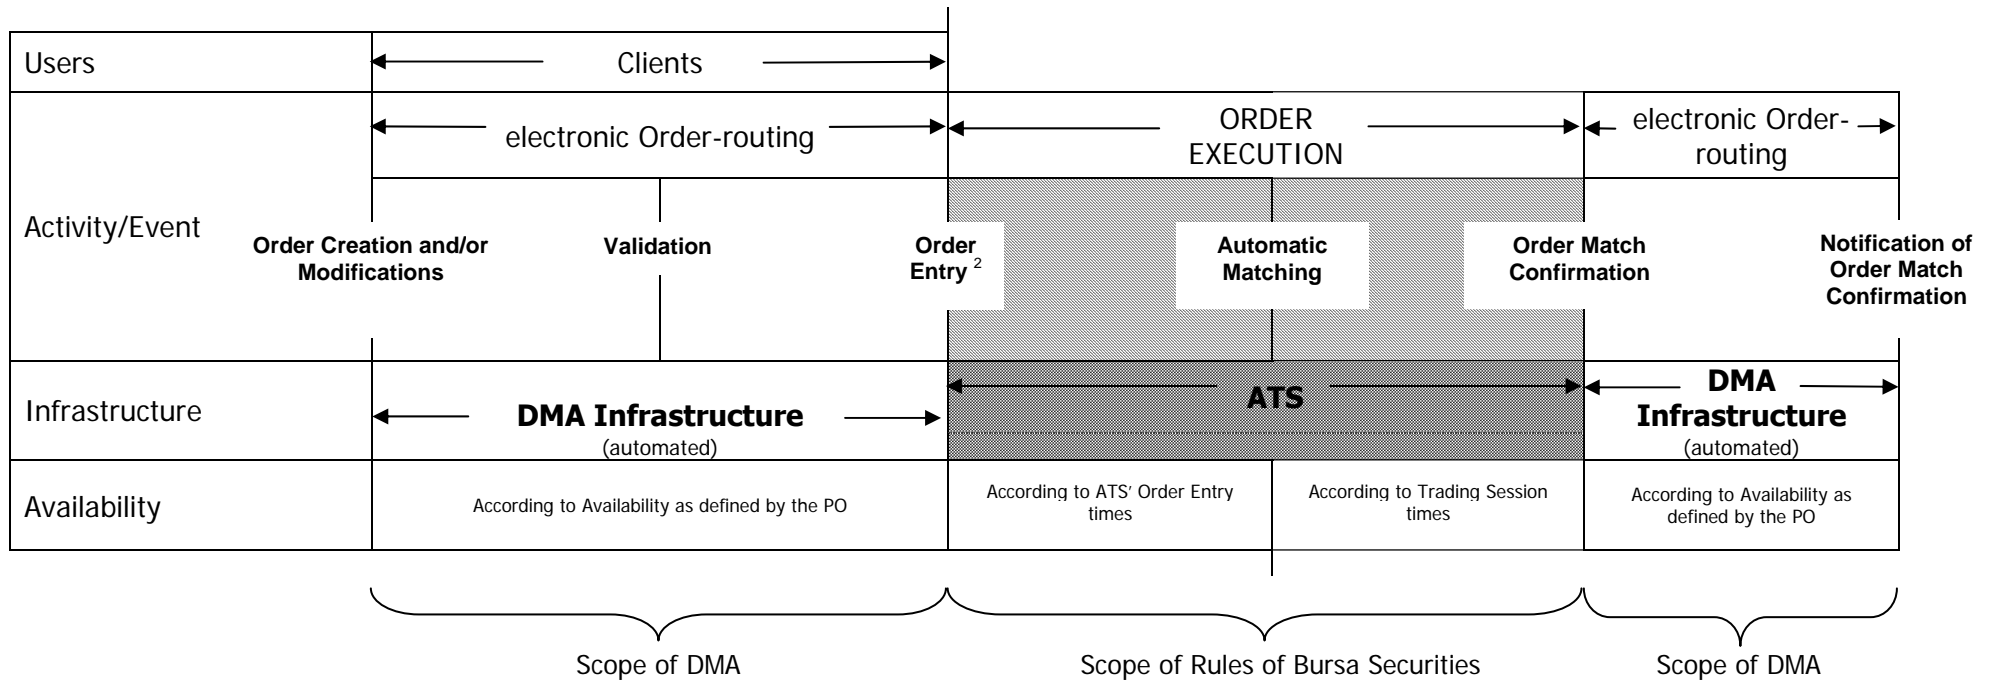 Users
Clients
electronic Order-routing
ORDER
EXECUTION
electronic Order-
routing
Activity/Event
Order Creation and/or
Modifications
Validation
Order
Entry 2
Automatic
Matching
Order Match
Confirmation
Notification of
Order Match
Confirmation
Infrastructure
DMA Infrastructure
(automated)
ATS
DMA
Infrastructure
(automated)
Availability
According to Availability as defined by the PO
According to ATS' Order Entry
times
According to Trading Session
times
According to Availability as
defined by the PO
Scope of DMA
Scope of Rules of Bursa Securities
Scope of DMA